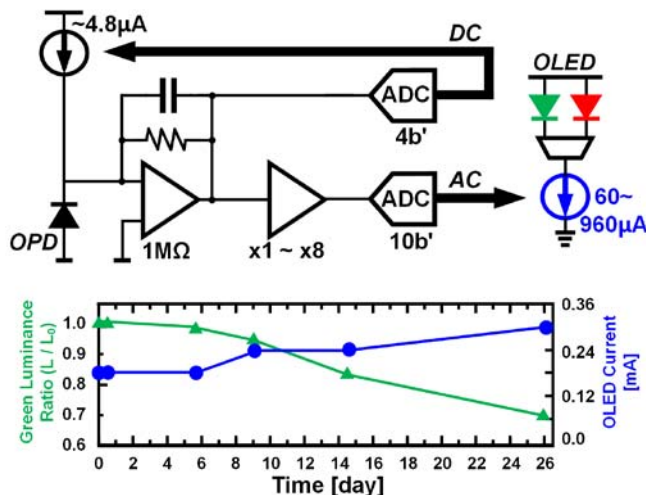 ~4.8µA
DC
OLED
ADC
4b'
ADC
AC
10b'
60~
960µA
OPD
1MΩ
x1 ~ x8
Green Luminance
Ratio (L / L₀)
1.0
0.9
0.8
0.7
0.6
0.36
0.24
0.12
0.0
OLED Current
[mA]
0 2 4 6 8 10 12 14 16 18 20 22 24 26
Time [day]